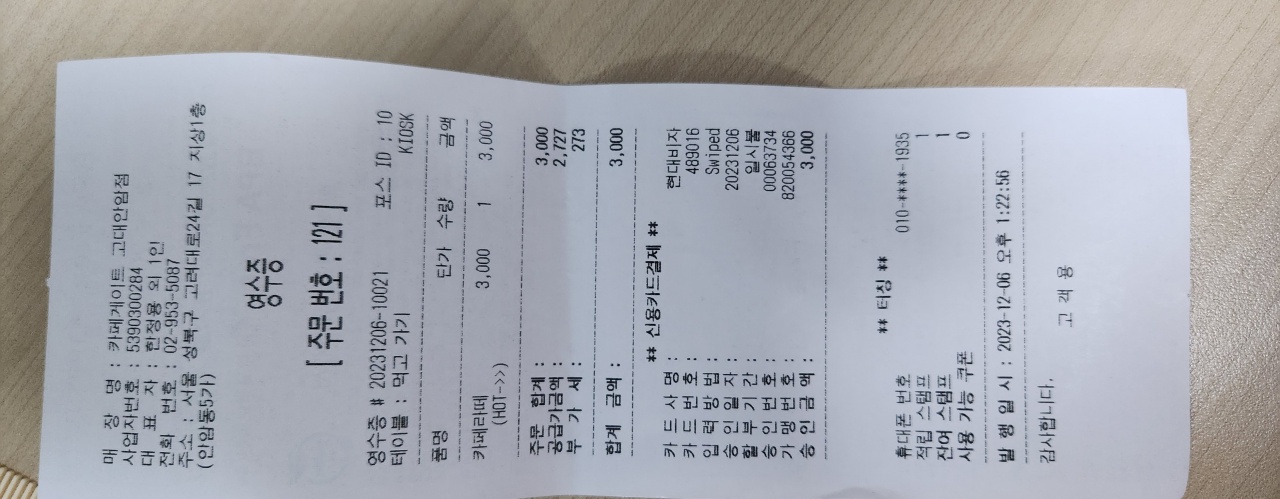 매 장 명 : 카페게이트 고대안암점
사업자번호 : 5390300284
대 표 자 : 한정용 외 1인
전화 번호 : 02-953-5087
주소 : 서울 성북구 고려대로24길 17 지상1층
(안암동5가)
영수증
[ 주문 번호 : 121 ]
영수증 # 20231206-10021 포스 ID : 10
테이블 : 먹고 가기 KIOSK
품명 단가 수량 금액
카페라떼 3,000 1 3,000
(HOT->>)
주문 합계 : 3,000
공급가금액 : 2,727
부 가 세 : 273
합계 금액 : 3,000
** 신용카드결제 **
카 드 사 명 : 현대비자
카 드 번 호 : 489016
입 력 방 법 : Swiped
승 인 일 자 : 20231206
할 부 기 간 : 일시불
승 인 번 호 : 00063734
가 맹 번 호 : 820054366
승 인 금 액 : 3,000
** 터칭 **
휴대폰 번호 010-****-1935
적립 스탬프 1
잔여 스탬프 1
사용 가능 쿠폰 0
발 행 일 시 : 2023-12-06 오후 1:22:56
고 객 용
감사합니다.